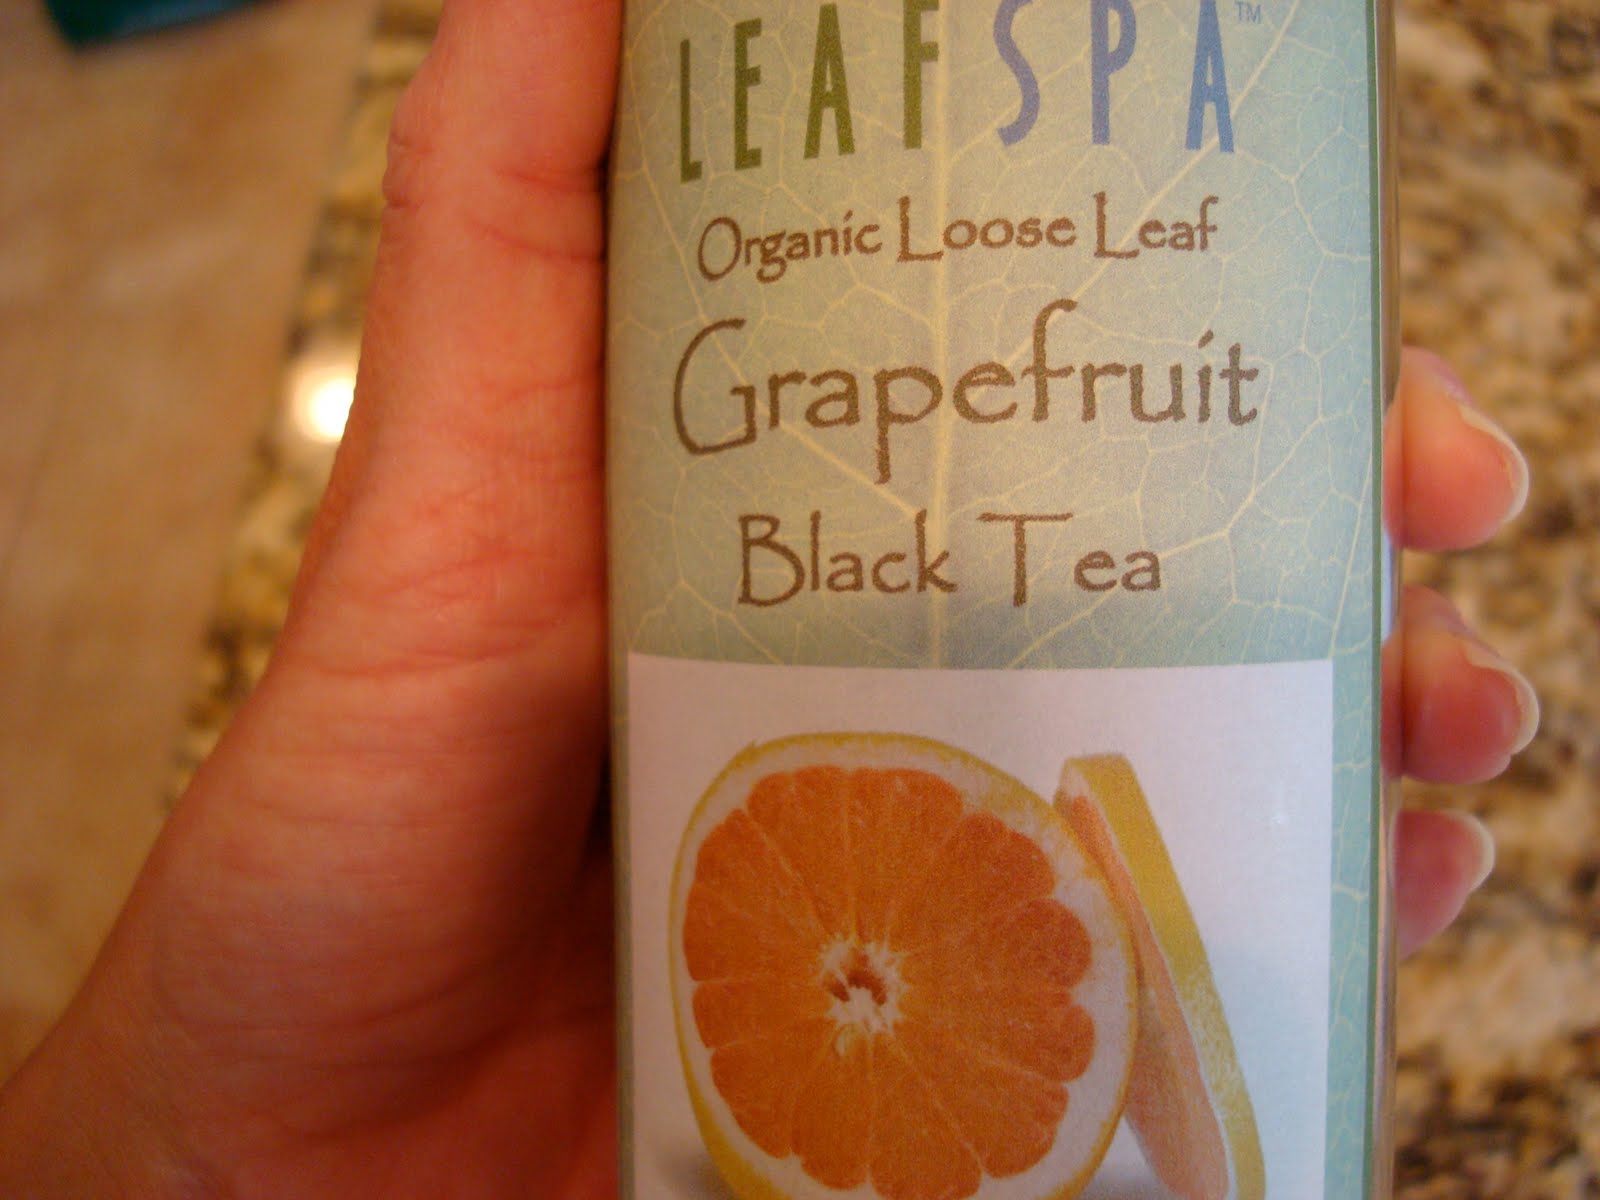 LEAFSPA™
Organic Loose Leaf
Grapefruit
Black Tea